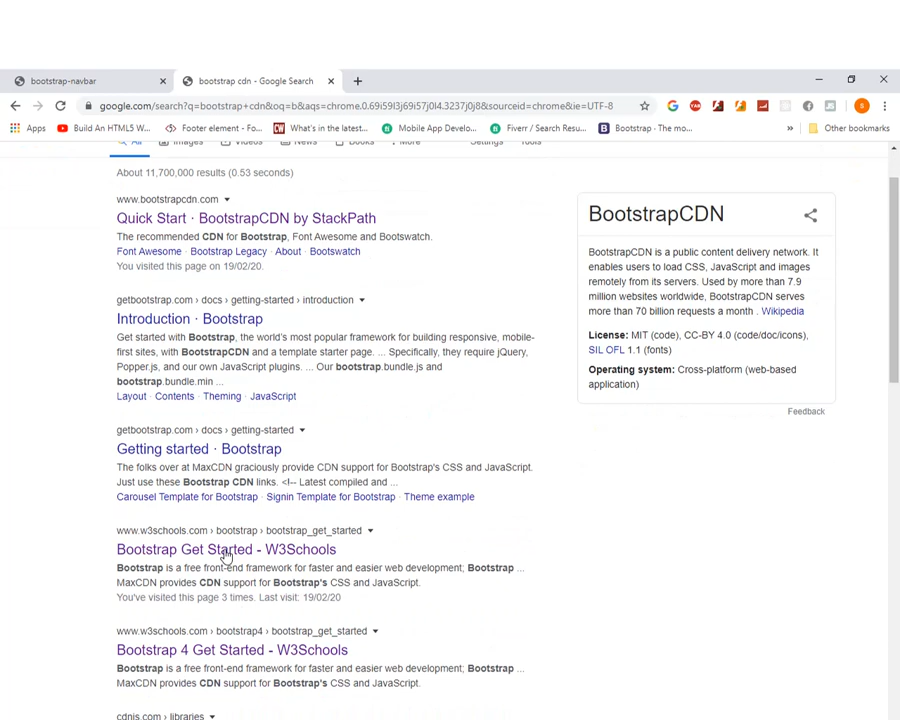 bootstrap-navbar
bootstrap cdn - Google Search
google.com/search?q=bootstrap+cdn&oq=b&aqs=chrome.0.69i59l3j69i57j0l4.3237j0j8&sourceid=chrome&ie=UTF-8
Apps
Build An HTML5 W...
Footer element - Fo...
What's in the latest...
Mobile App Develo...
Fiverr / Search Resu...
Bootstrap · The mo...
Other bookmarks
All
Images
Videos
News
Books
More
Settings
Tools
About 11,700,000 results (0.53 seconds)
www.bootstrapcdn.com
Quick Start · BootstrapCDN by StackPath
The recommended CDN for Bootstrap, Font Awesome and Bootswatch.
Font Awesome · Bootstrap Legacy · About · Bootswatch
You visited this page on 19/02/20.
getbootstrap.com › docs › getting-started › introduction
Introduction · Bootstrap
Get started with Bootstrap, the world's most popular framework for building responsive, mobile-
first sites, with BootstrapCDN and a template starter page. ... Specifically, they require jQuery,
Popper.js, and our own JavaScript plugins. ... Our bootstrap.bundle.js and
bootstrap.bundle.min ...
Layout · Contents · Theming · JavaScript
getbootstrap.com › docs › getting-started
Getting started · Bootstrap
The folks over at MaxCDN graciously provide CDN support for Bootstrap's CSS and JavaScript.
Just use these Bootstrap CDN links. <!-- Latest compiled and ...
Carousel Template for Bootstrap · Signin Template for Bootstrap · Theme example
www.w3schools.com › bootstrap › bootstrap_get_started
Bootstrap Get Started - W3Schools
Bootstrap is a free front-end framework for faster and easier web development; Bootstrap ...
MaxCDN provides CDN support for Bootstrap's CSS and JavaScript.
You've visited this page 3 times. Last visit: 19/02/20
www.w3schools.com › bootstrap4 › bootstrap_get_started
Bootstrap 4 Get Started - W3Schools
Bootstrap is a free front-end framework for faster and easier web development; Bootstrap ...
MaxCDN provides CDN support for Bootstrap's CSS and JavaScript.
cdnjs.com › libraries
BootstrapCDN
BootstrapCDN is a public content delivery network. It
enables users to load CSS, JavaScript and images
remotely from its servers. Used by more than 7.9
million websites worldwide, BootstrapCDN serves
more than 70 billion requests a month . Wikipedia
License: MIT (code), CC-BY 4.0 (code/doc/icons),
SIL OFL 1.1 (fonts)
Operating system: Cross-platform (web-based
application)
Feedback